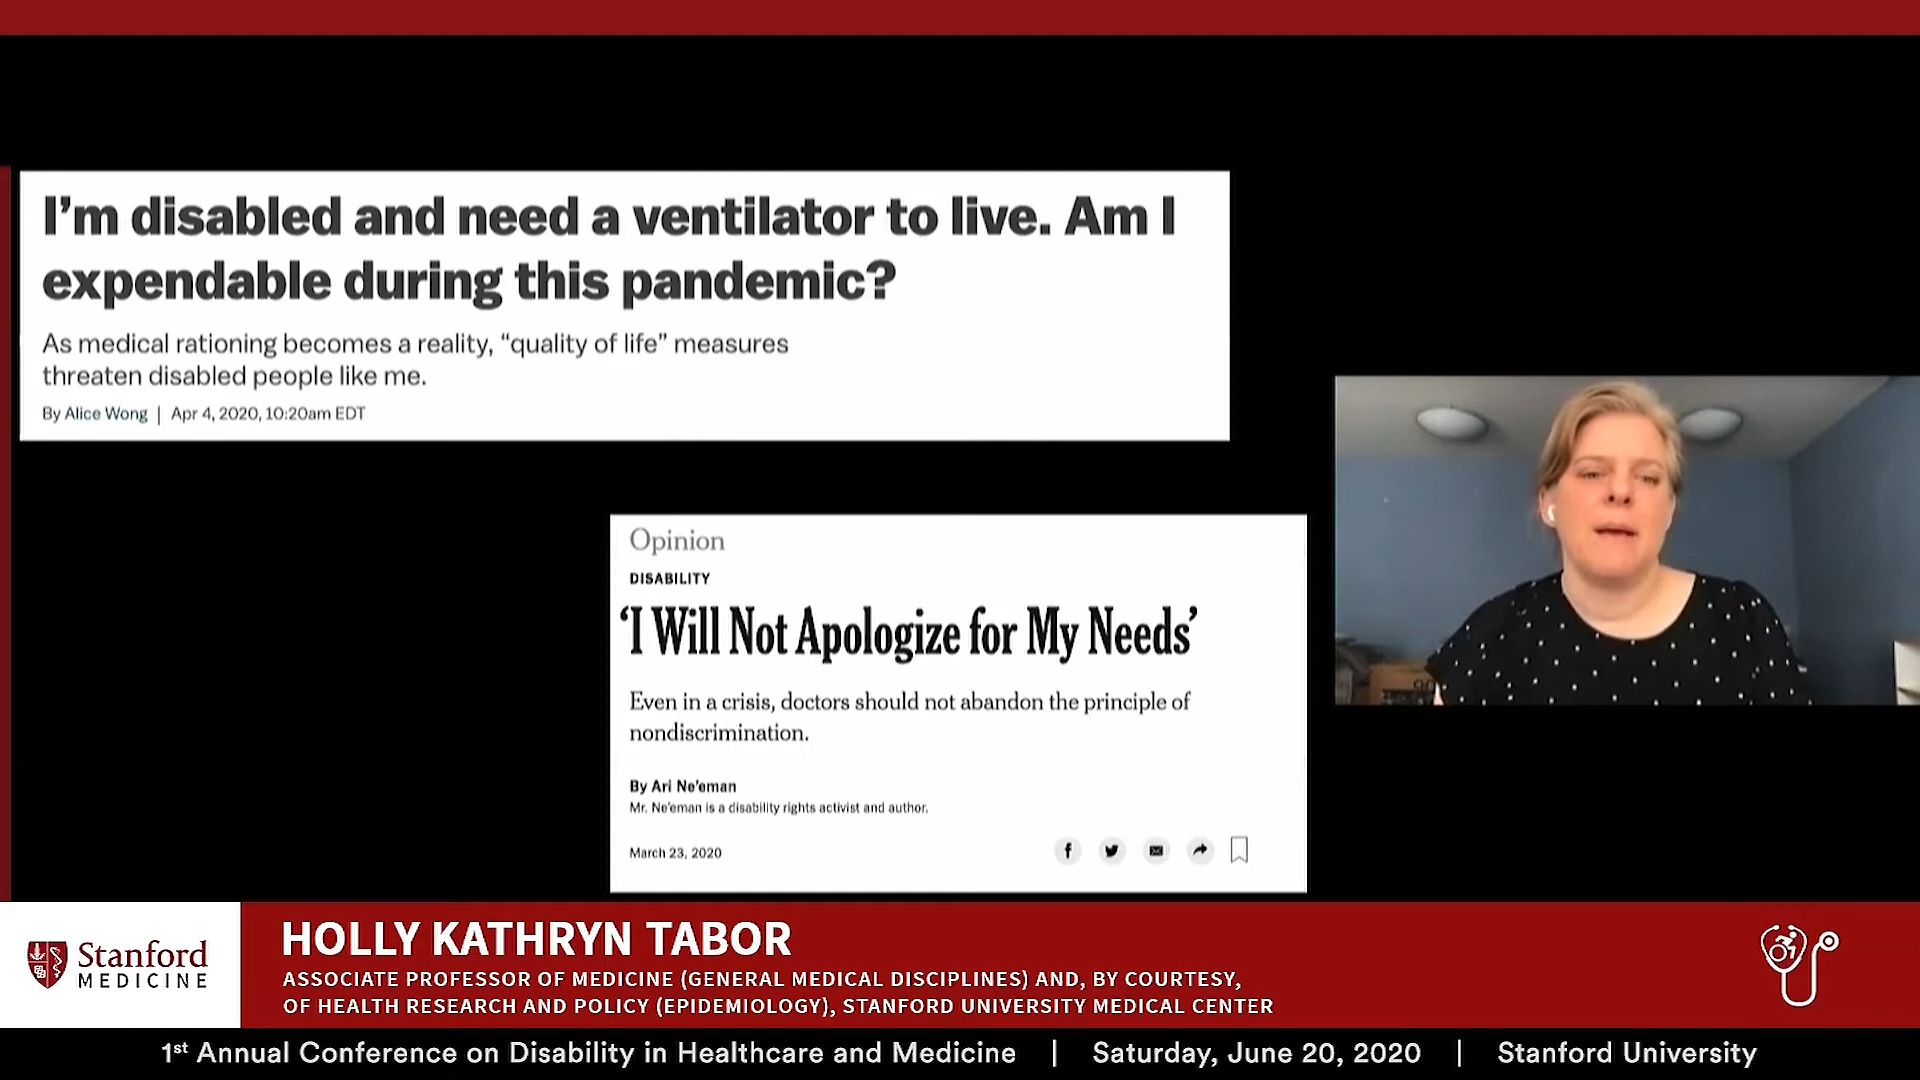 I'm disabled and need a ventilator to live. Am I
expendable during this pandemic?
As medical rationing becomes a reality, “quality of life” measures
threaten disabled people like me.
By Alice Wong | Apr 4, 2020, 10:20am EDT
Opinion
DISABILITY
‘I Will Not Apologize for My Needs’
Even in a crisis, doctors should not abandon the principle of
nondiscrimination.
By Ari Ne’eman
Mr. Ne’eman is a disability rights activist and author.
March 23, 2020
Stanford
MEDICINE
HOLLY KATHRYN TABOR
ASSOCIATE PROFESSOR OF MEDICINE (GENERAL MEDICAL DISCIPLINES) AND, BY COURTESY,
OF HEALTH RESEARCH AND POLICY (EPIDEMIOLOGY), STANFORD UNIVERSITY MEDICAL CENTER
1st Annual Conference on Disability in Healthcare and Medicine | Saturday, June 20, 2020 | Stanford University